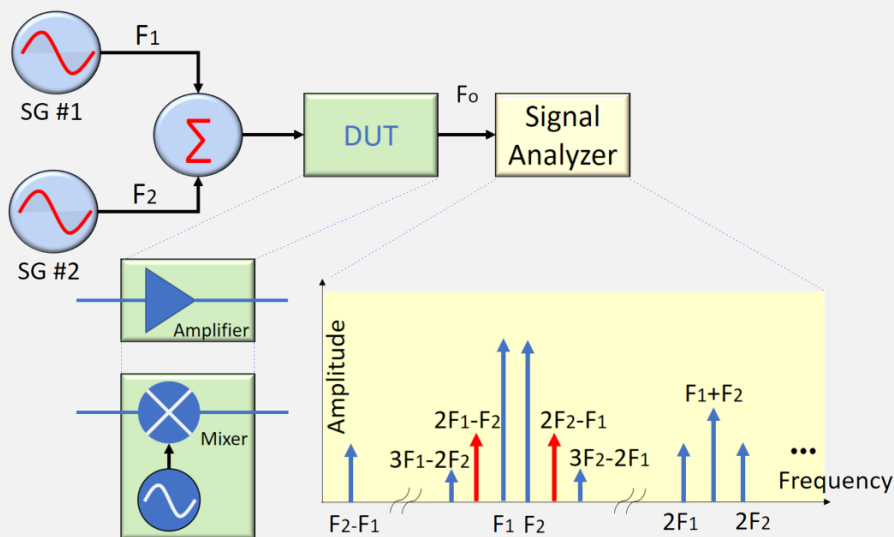 F1
SG #1
Σ
DUT
Fo
Signal
Analyzer
F2
SG #2
Amplifier
Mixer
Amplitude
F2-F1
3F1-2F2
2F1-F2
F1 F2
2F2-F1
3F2-2F1
F1+F2
2F1
2F2
...
Frequency